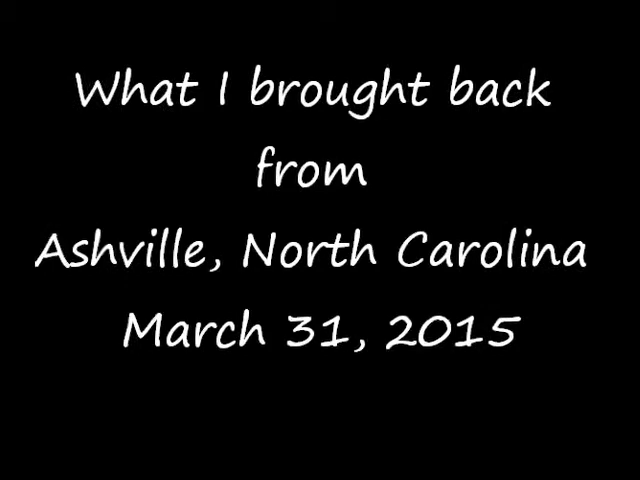 What I brought back
from
Ashville, North Carolina
March 31, 2015